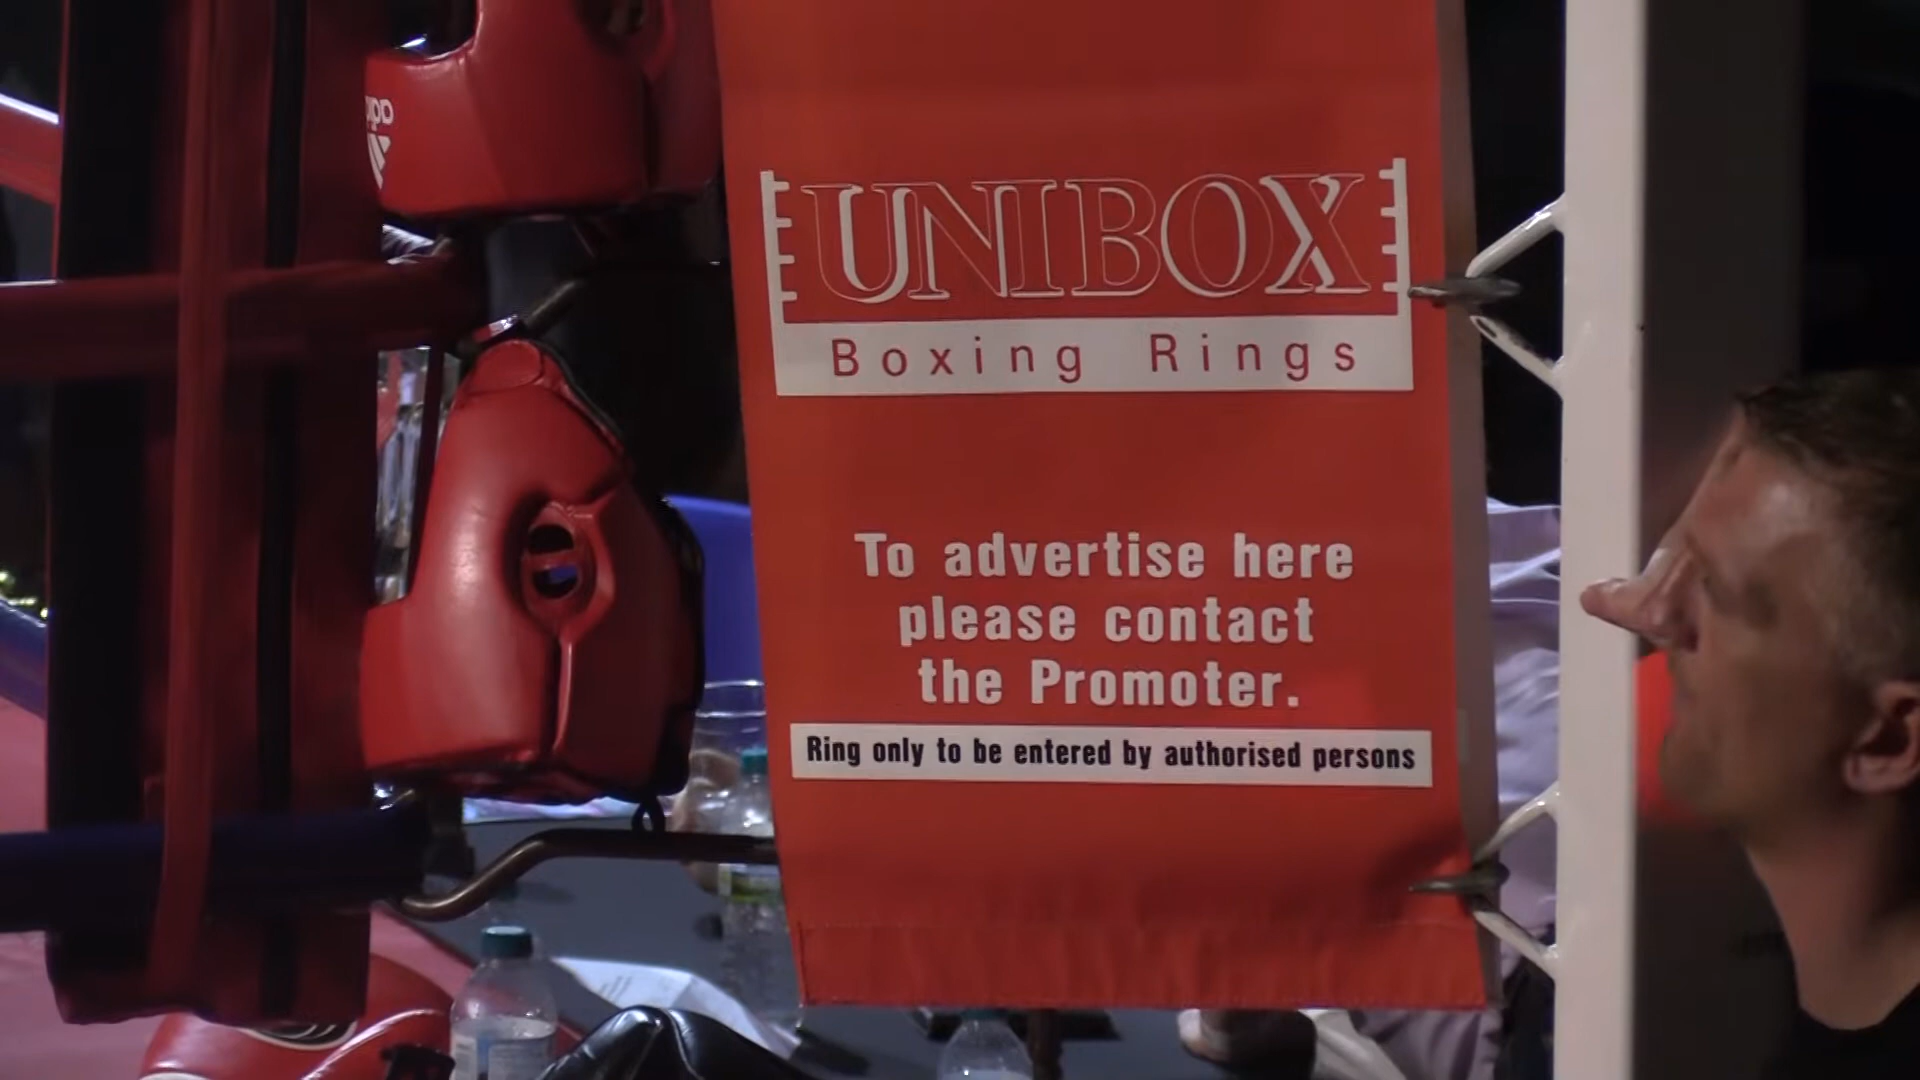 UNIBOX
Boxing Rings
To advertise here
please contact
the Promoter.
Ring only to be entered by authorised persons